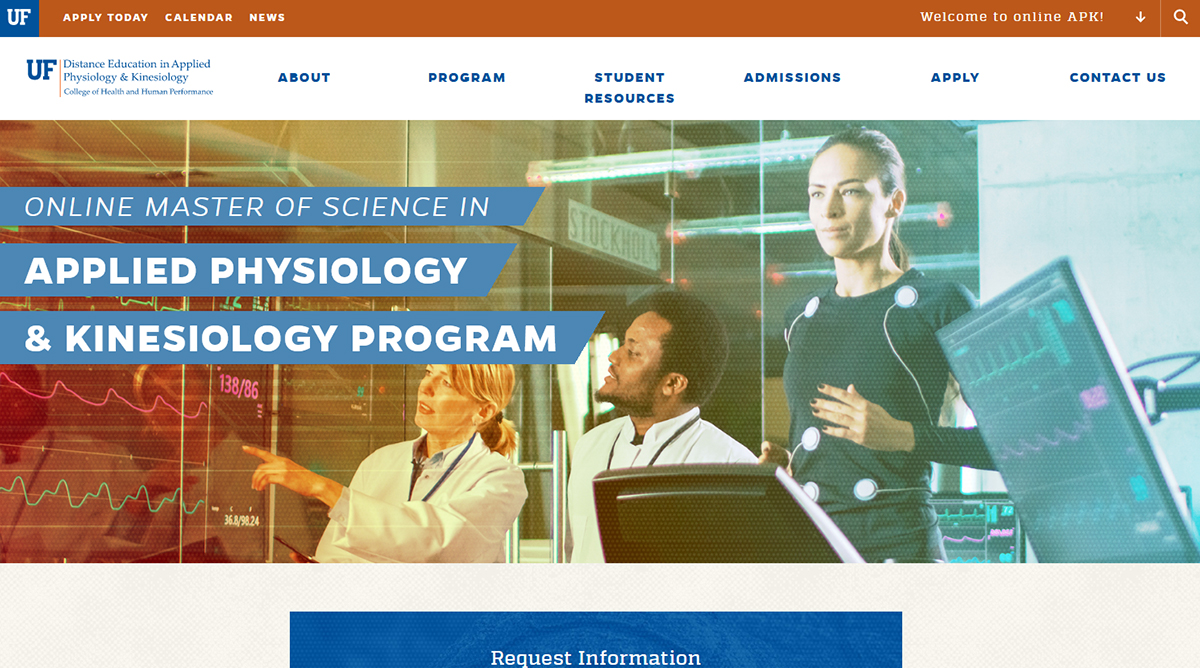 UF
APPLY TODAY CALENDAR NEWS
Welcome to online APK!
UF
Distance Education in Applied
Physiology & Kinesiology
College of Health and Human Performance
ABOUT PROGRAM STUDENT RESOURCES ADMISSIONS APPLY CONTACT US
ONLINE MASTER OF SCIENCE IN
APPLIED PHYSIOLOGY
& KINESIOLOGY PROGRAM
STOCKHOLM
138/86
36.8/98.24
Request Information